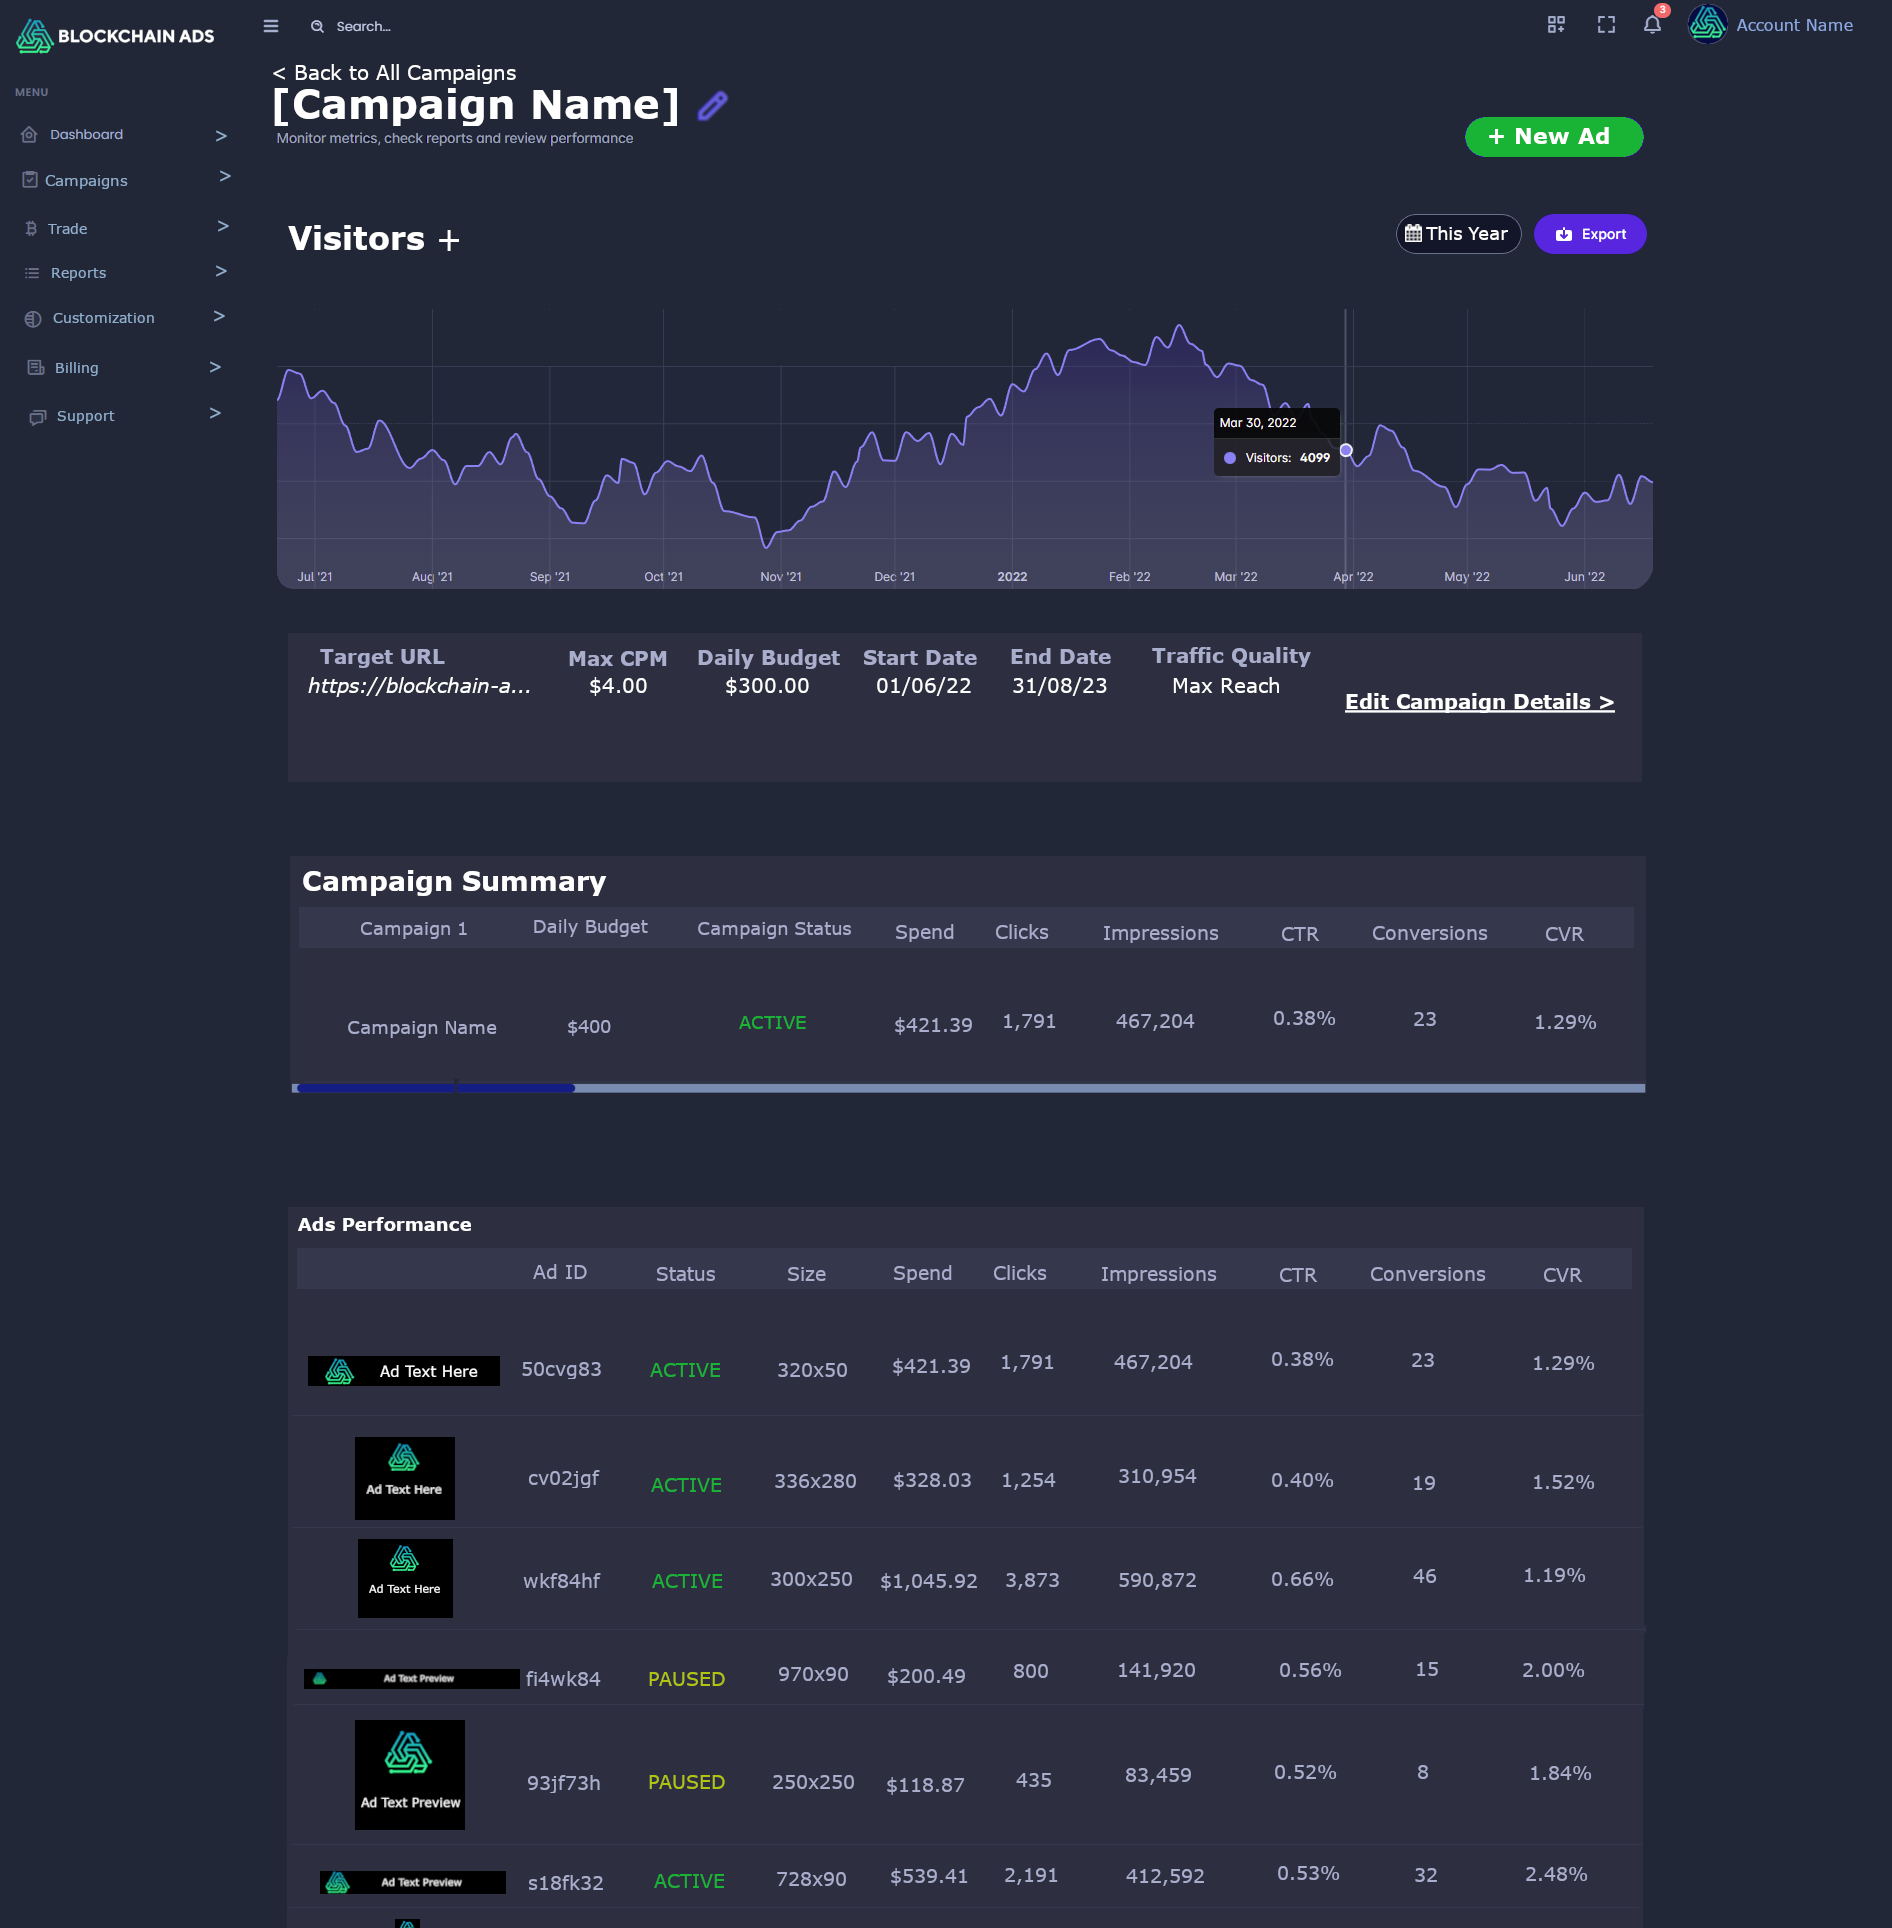 BLOCKCHAIN ADS
Search...
3
Account Name
MENU
Dashboard >
Campaigns >
Trade >
Reports >
Customization >
Billing >
Support >
< Back to All Campaigns
[Campaign Name]
Monitor metrics, check reports and review performance
+ New Ad
Visitors +
This Year
Export
Mar 30, 2022
Visitors: 4099
Jul '21 Aug '21 Sep '21 Oct '21 Nov '21 Dec '21 2022 Feb '22 Mar '22 Apr '22 May '22 Jun '22
Target URL Max CPM Daily Budget Start Date End Date Traffic Quality
https://blockchain-a... $4.00 $300.00 01/06/22 31/08/23 Max Reach
Edit Campaign Details >
Campaign Summary
Campaign 1 Daily Budget Campaign Status Spend Clicks Impressions CTR Conversions CVR
Campaign Name $400 ACTIVE $421.39 1,791 467,204 0.38% 23 1.29%
Ads Performance
Ad ID Status Size Spend Clicks Impressions CTR Conversions CVR
Ad Text Here 50cvg83 ACTIVE 320x50 $421.39 1,791 467,204 0.38% 23 1.29%
Ad Text Here cv02jgf ACTIVE 336x280 $328.03 1,254 310,954 0.40% 19 1.52%
Ad Text Here wkf84hf ACTIVE 300x250 $1,045.92 3,873 590,872 0.66% 46 1.19%
Ad Text Preview fi4wk84 PAUSED 970x90 $200.49 800 141,920 0.56% 15 2.00%
Ad Text Preview 93jf73h PAUSED 250x250 $118.87 435 83,459 0.52% 8 1.84%
Ad Text Preview s18fk32 ACTIVE 728x90 $539.41 2,191 412,592 0.53% 32 2.48%